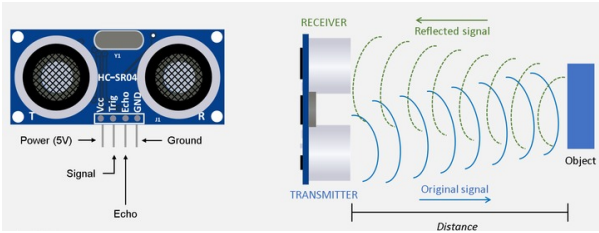 Y1
HC-SR04
Vcc
Trig
Echo
GND
T
J1
R
Power (5V)
Ground
Signal
Echo
RECEIVER
Reflected signal
TRANSMITTER
Original signal
Object
Distance